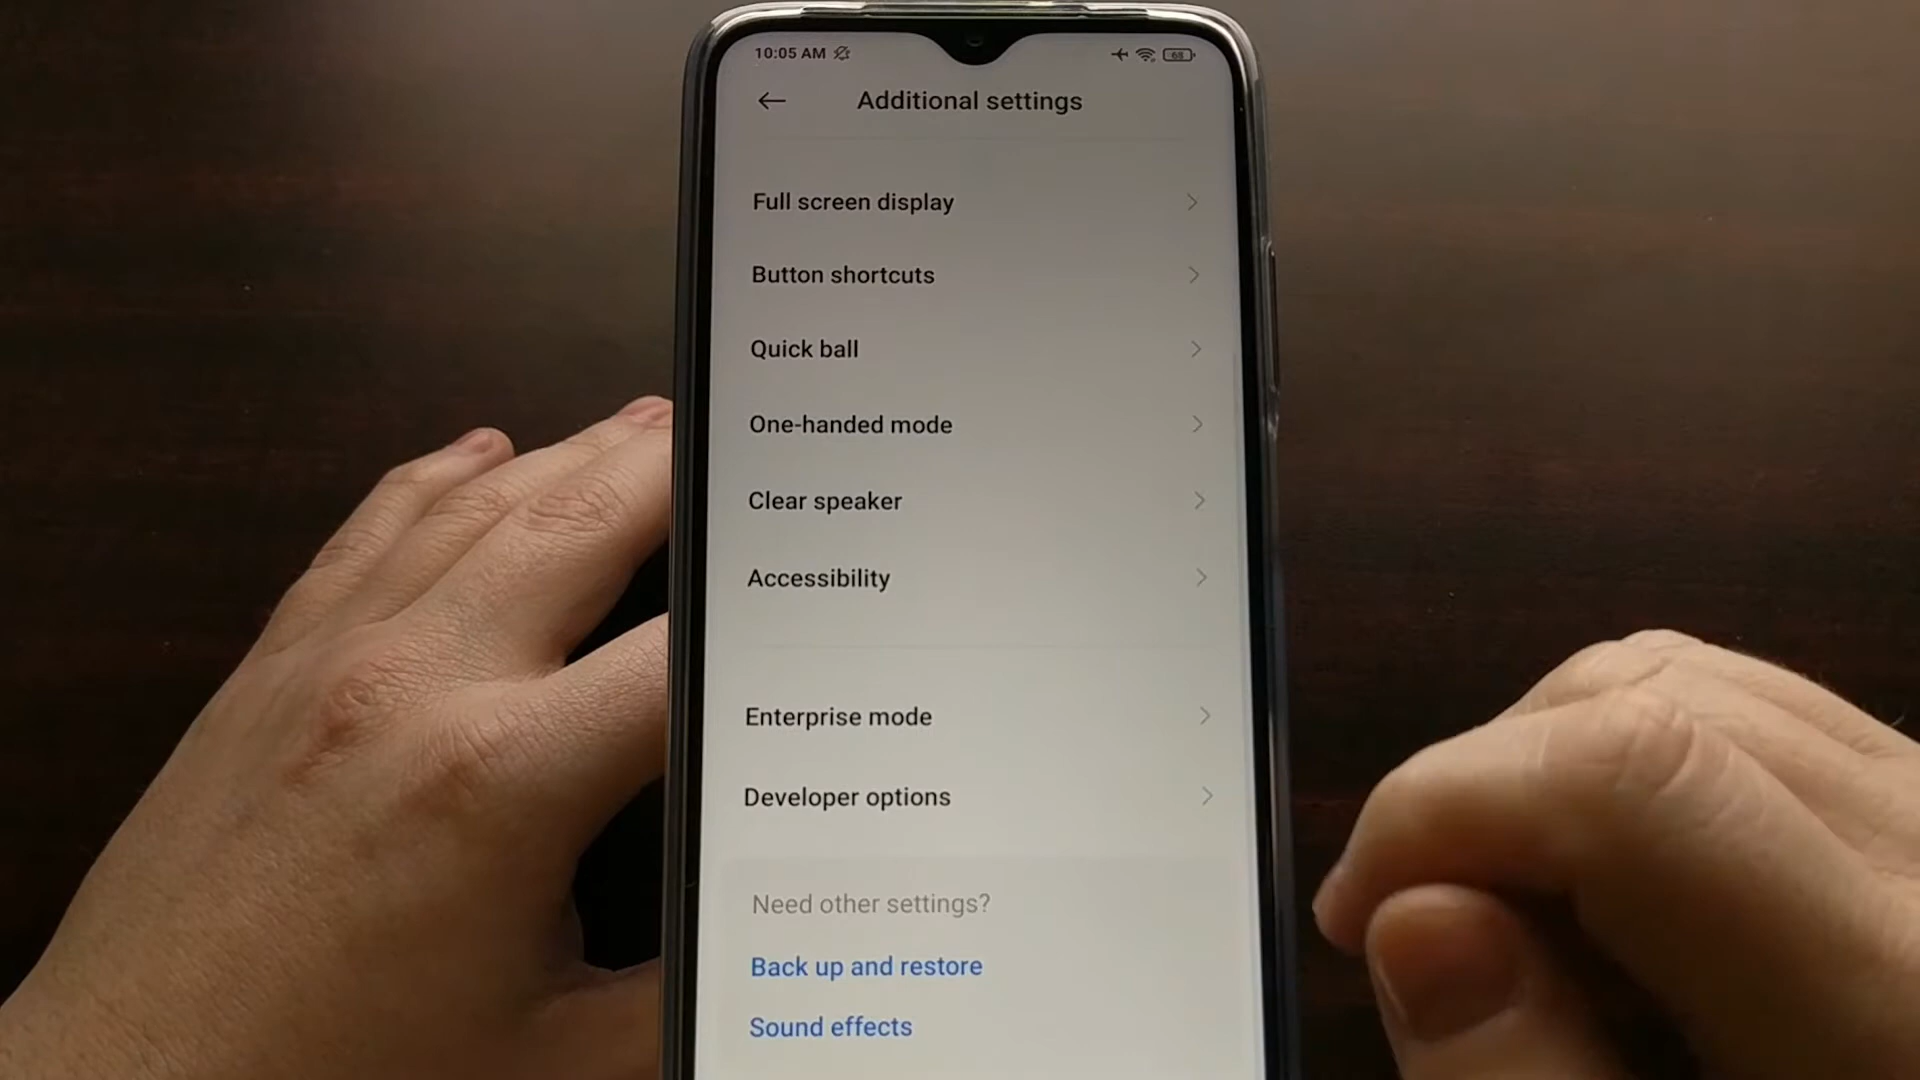 10:05 AM
68
Additional settings
Full screen display
Button shortcuts
Quick ball
One-handed mode
Clear speaker
Accessibility
Enterprise mode
Developer options
Need other settings?
Back up and restore
Sound effects